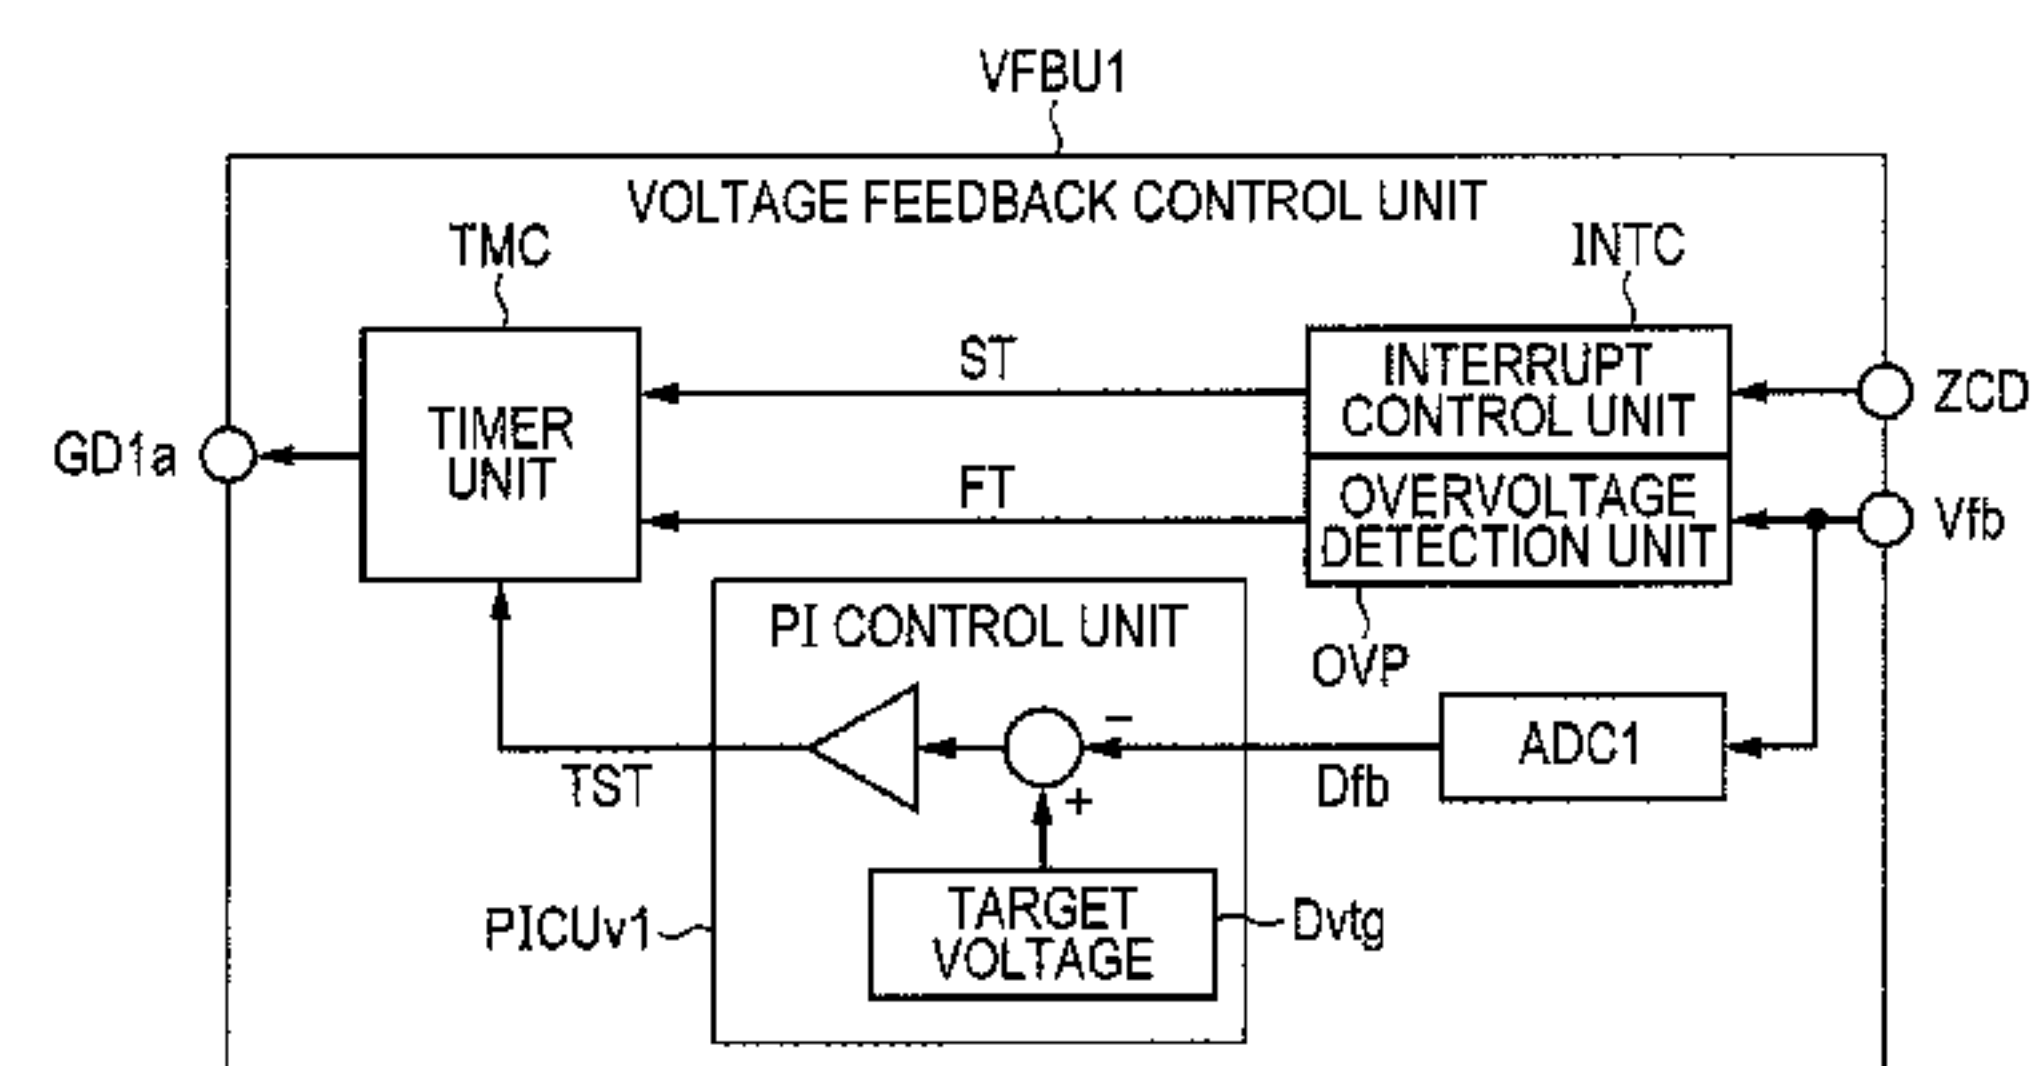 VFBU1
VOLTAGE FEEDBACK CONTROL UNIT
TMC
INTC
ST
INTERRUPT
CONTROL UNIT
ZCD
TIMER
UNIT
GD1a
FT
OVERVOLTAGE
DETECTION UNIT
Vfb
PI CONTROL UNIT
OVP
−
ADC1
TST
+
Dfb
TARGET
VOLTAGE
PICUv1
Dvtg